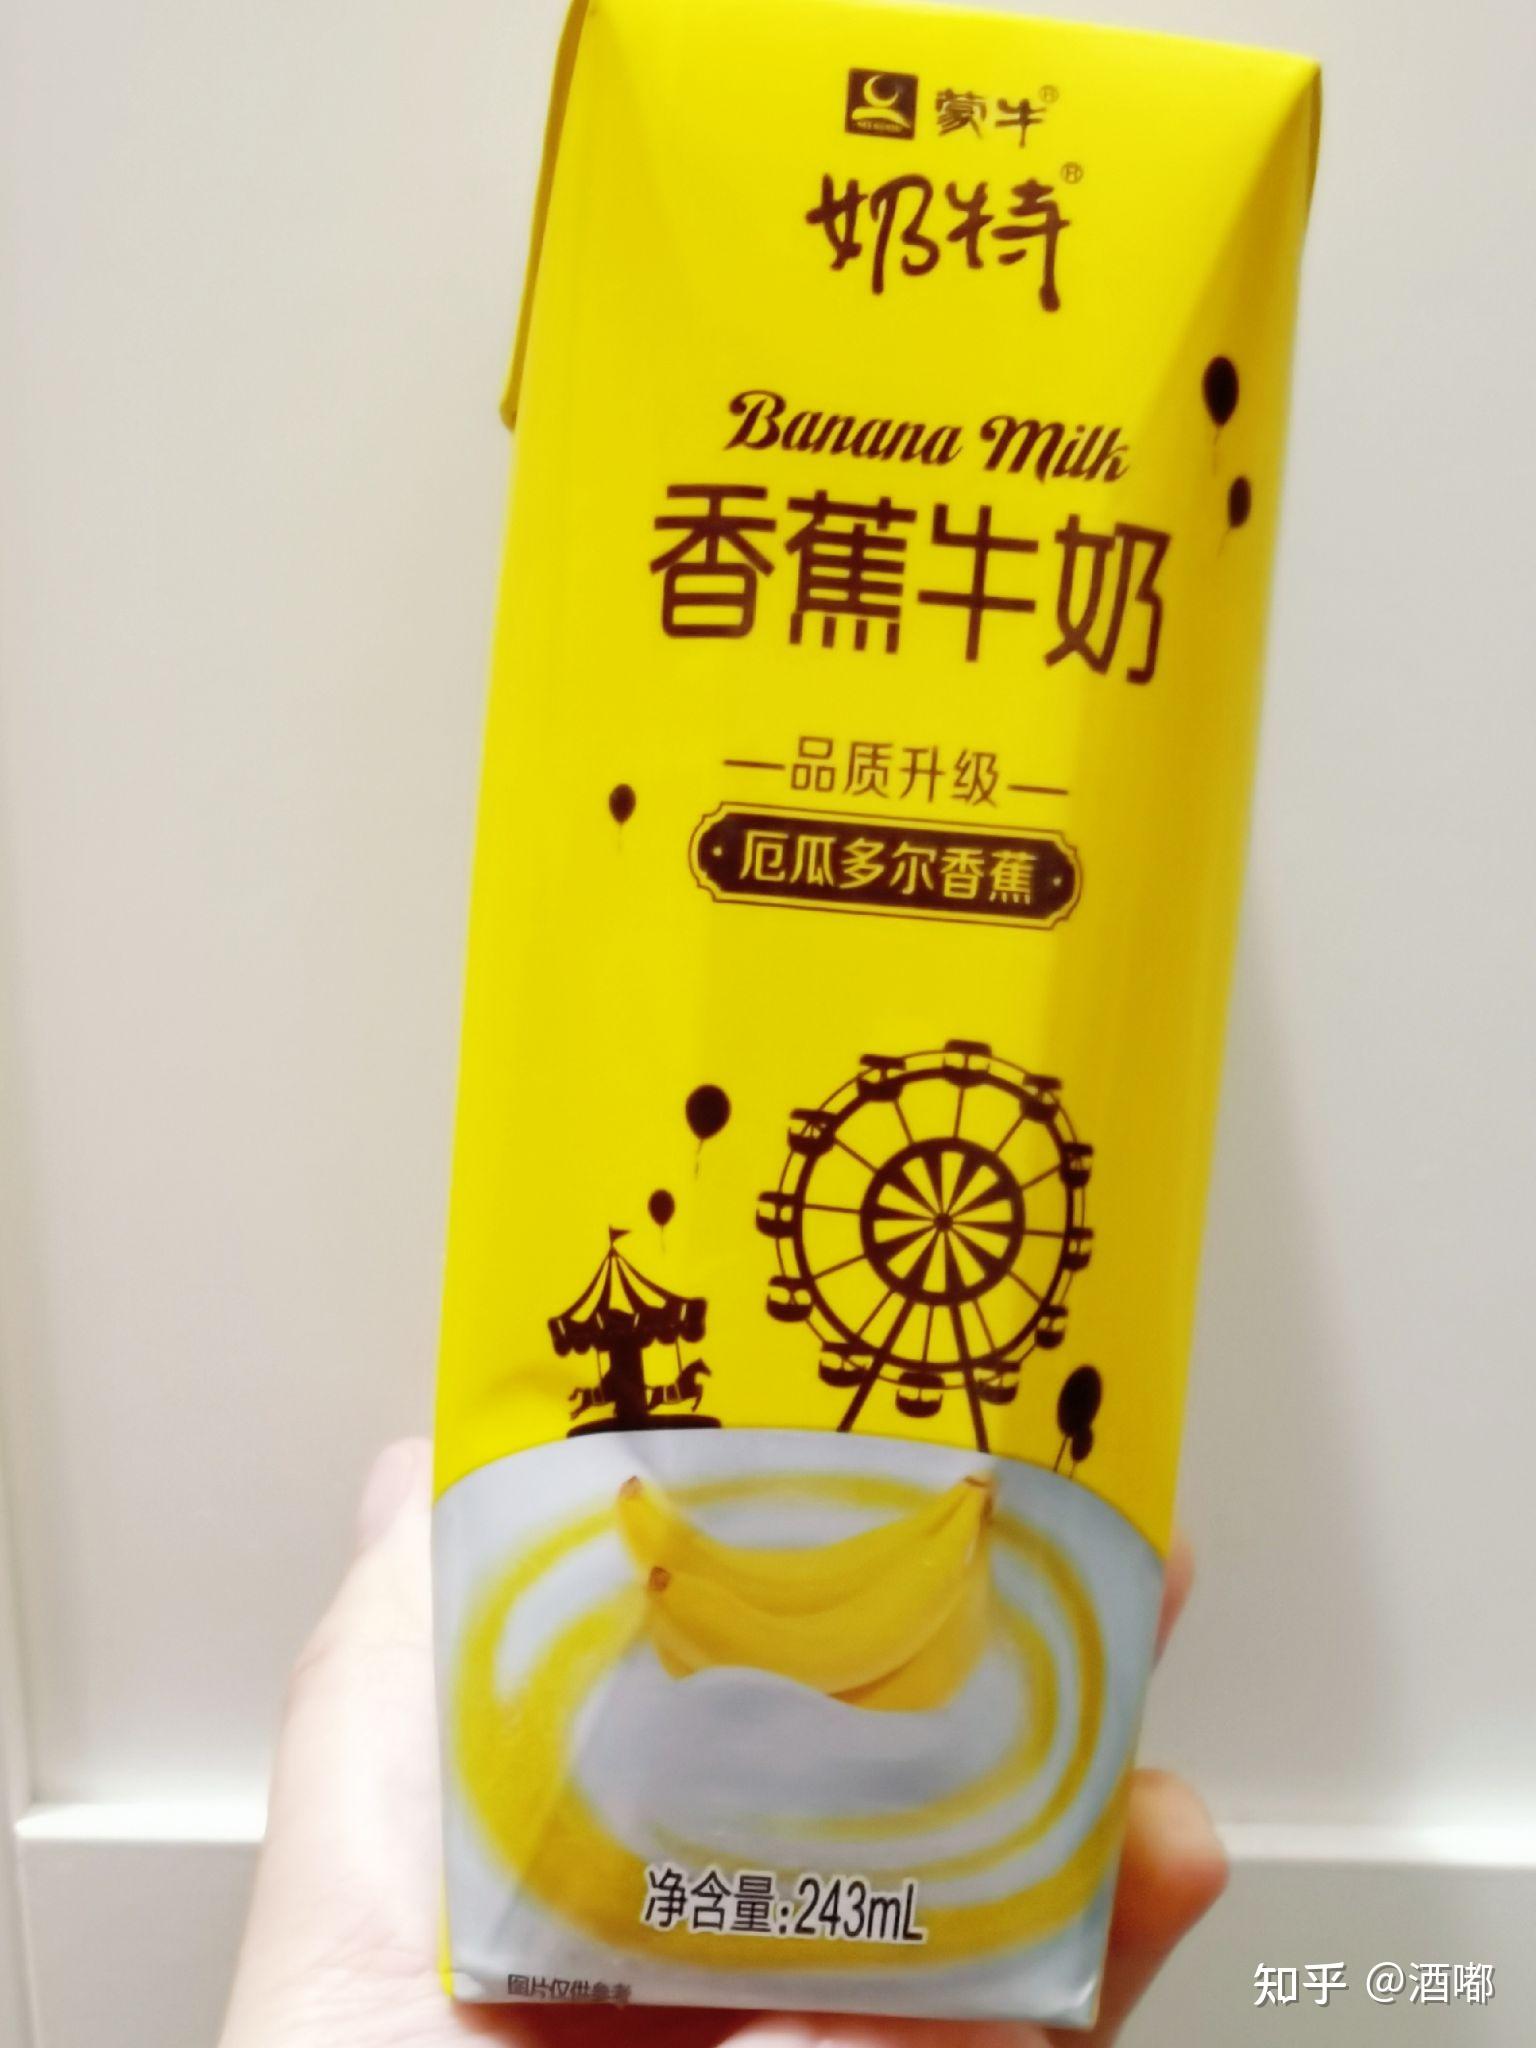 蒙牛®
奶特®
Banana Milk
香蕉牛奶
品质升级
厄瓜多尔香蕉
净含量:243mL
图片仅供参考
知乎 @酒嘟